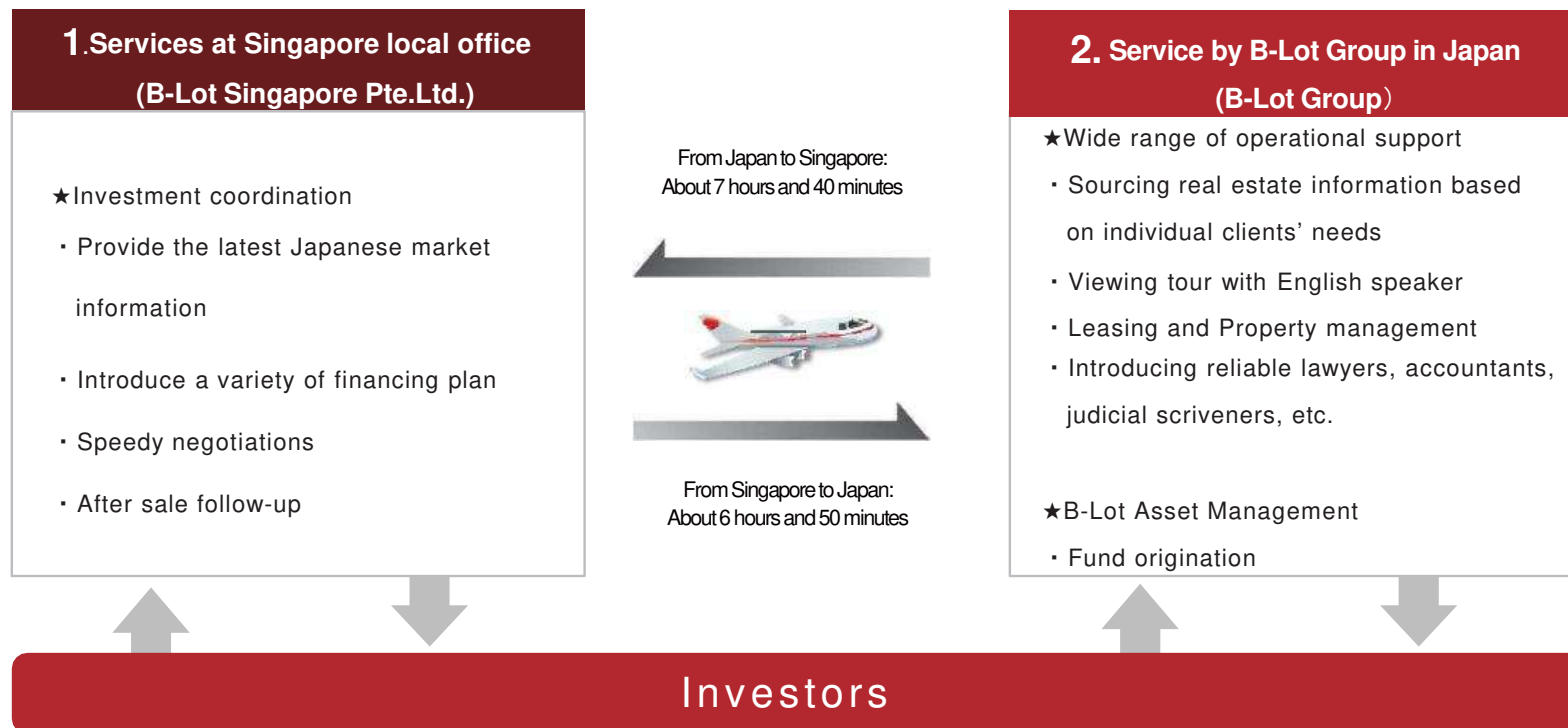 1.Services at Singapore local office
(B-Lot Singapore Pte.Ltd.)
★Investment coordination
・Provide the latest Japanese market
information
・Introduce a variety of financing plan
・Speedy negotiations
・After sale follow-up
From Japan to Singapore:
About 7 hours and 40 minutes
From Singapore to Japan:
About 6 hours and 50 minutes
2. Service by B-Lot Group in Japan
(B-Lot Group）
★Wide range of operational support
・Sourcing real estate information based
on individual clients’ needs
・Viewing tour with English speaker
・Leasing and Property management
・Introducing reliable lawyers, accountants,
judicial scriveners, etc.
★B-Lot Asset Management
・Fund origination
Investors